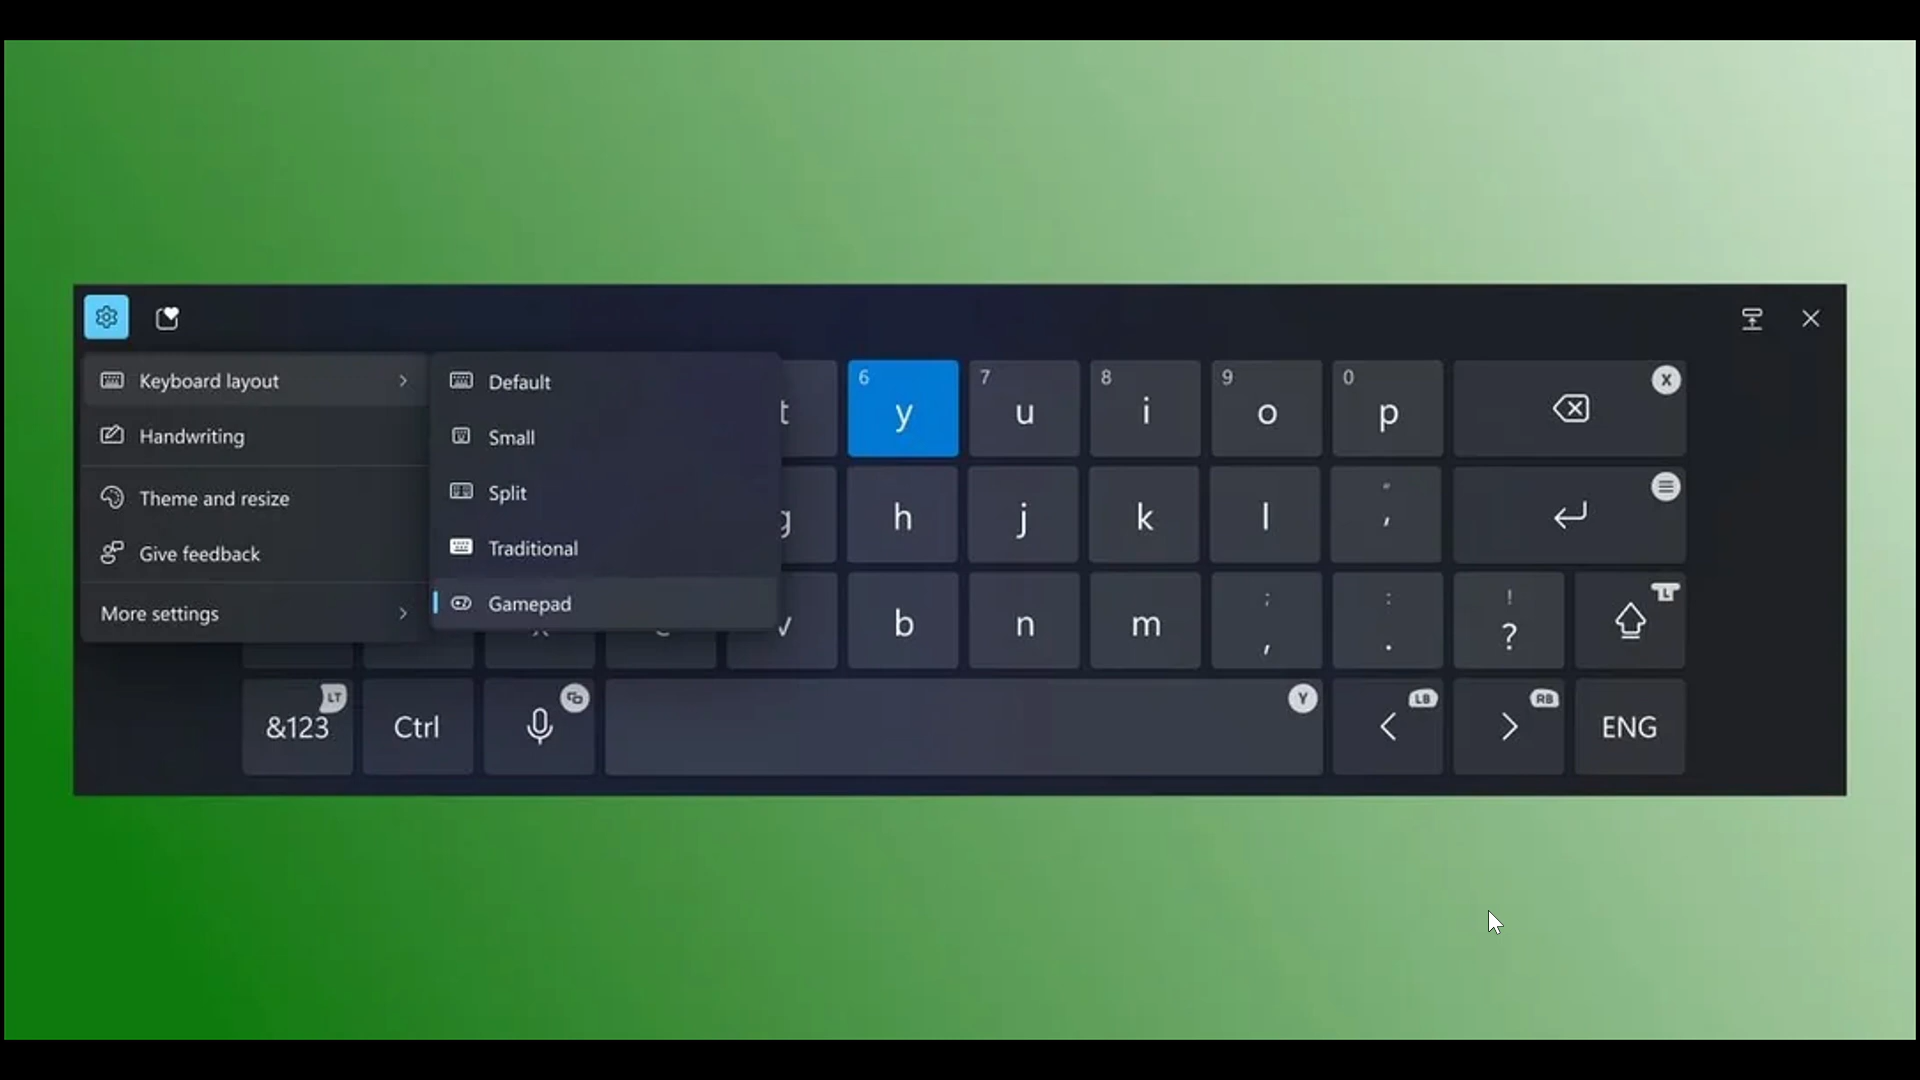 Keyboard layout
Handwriting
Theme and resize
Give feedback
More settings
Default
Small
Split
Traditional
Gamepad
t 6 y 7 u 8 i 9 o 0 p X
g h j k l " '
v b n m ; , : . ! ? L
&123 LT Ctrl Y < LB > RB ENG